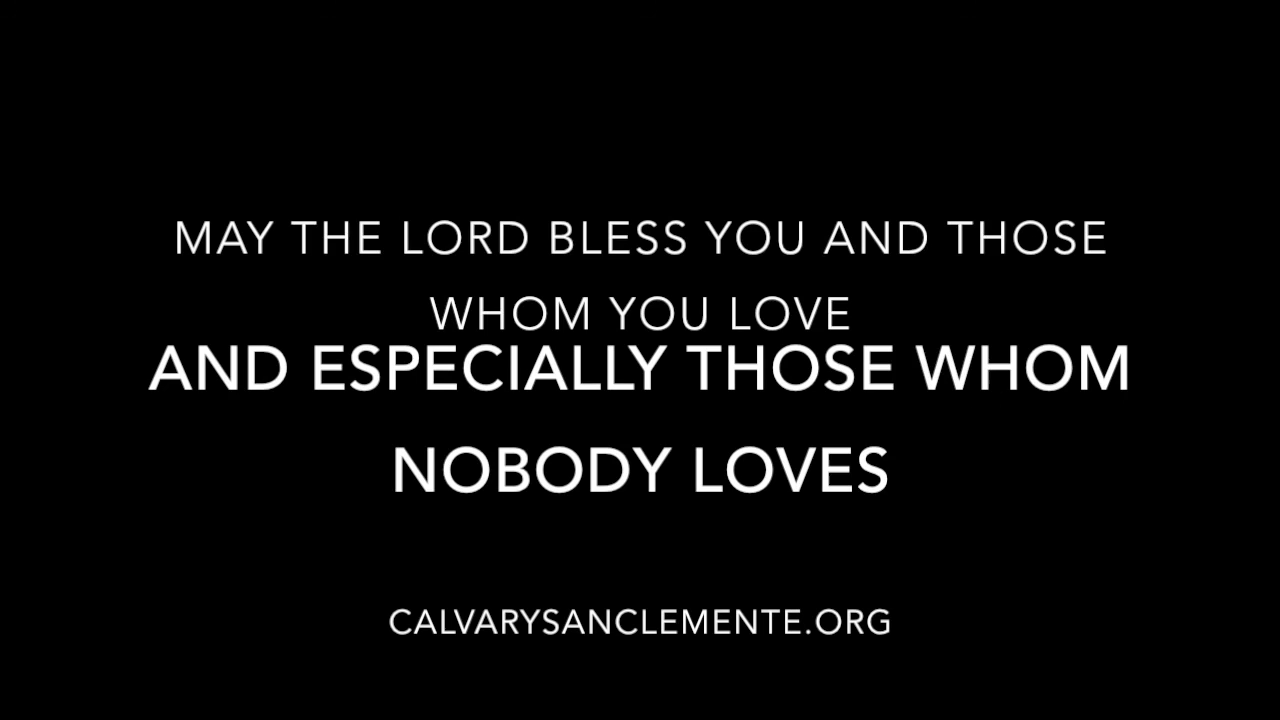 MAY THE LORD BLESS YOU AND THOSE
WHOM YOU LOVE
AND ESPECIALLY THOSE WHOM
NOBODY LOVES
CALVARYSANCLEMENTE.ORG